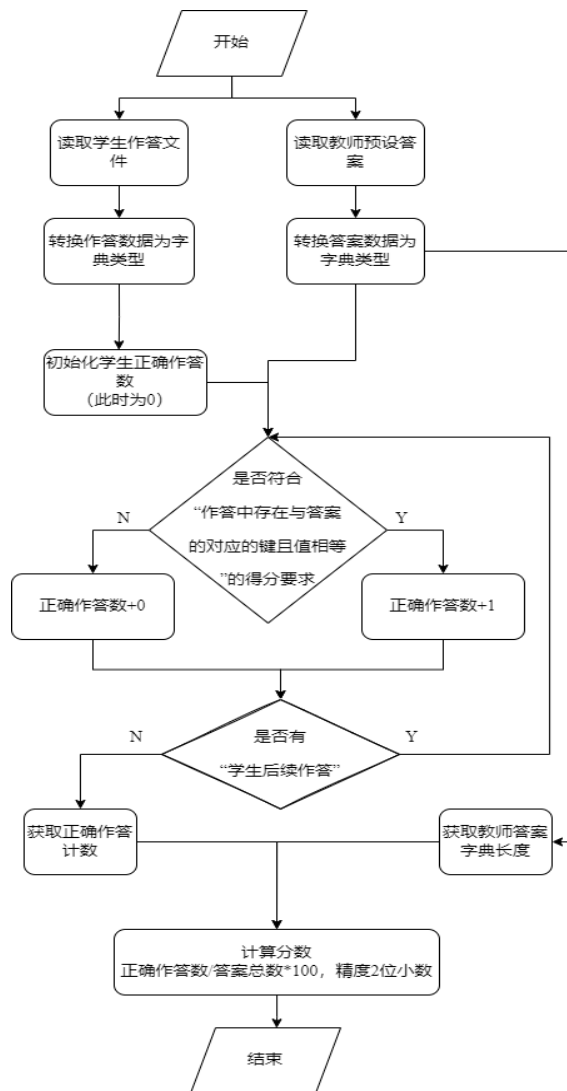 开始
读取学生作答文
件
读取教师预设答
案
转换作答数据为字
典类型
转换答案数据为
字典类型
初始化学生正确作答
数
（此时为0）
是否符合
“作答中存在与答案
的对应的键且值相等
”的得分要求
N
Y
正确作答数+0
正确作答数+1
是否有
“学生后续作答”
N
Y
获取正确作答
计数
获取教师答案
字典长度
计算分数
正确作答数/答案总数*100，精度2位小数
结束